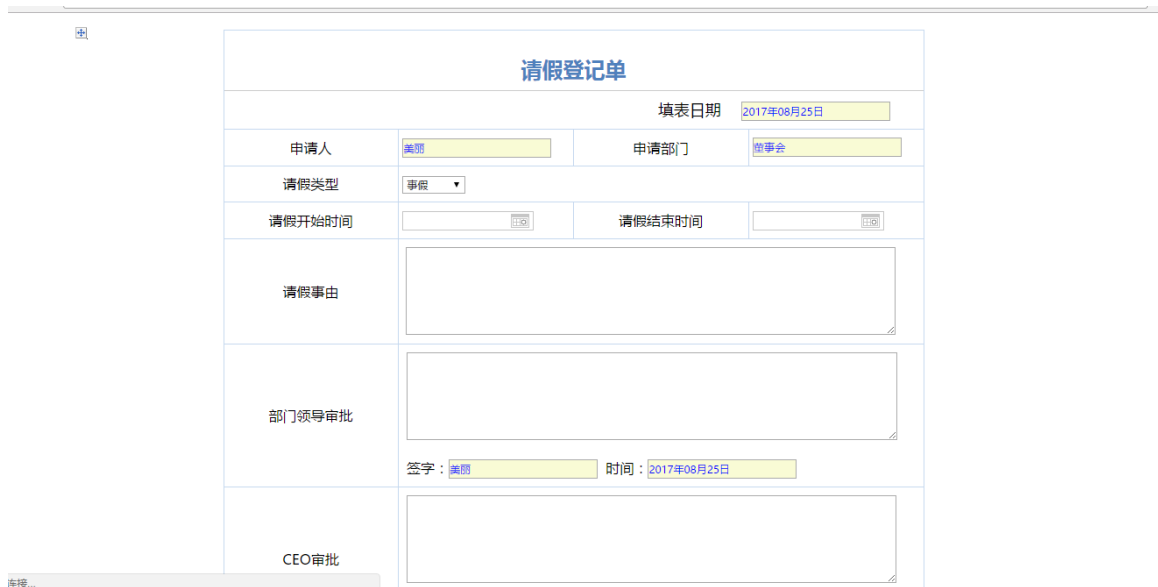 请假登记单
填表日期 2017年08月25日
申请人 美丽 申请部门 董事会
请假类型 事假
请假开始时间 请假结束时间
请假事由
部门领导审批
签字：美丽 时间：2017年08月25日
CEO审批
连接...